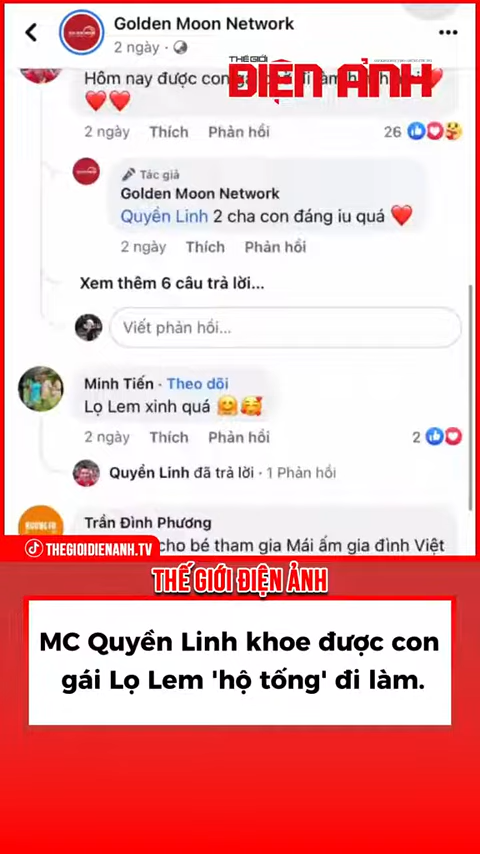 Golden Moon Network
2 ngày
THẾ GIỚI
ĐIỆN ẢNH
Hôm nay được con
2 ngày Thích Phản hồi 26
Tác giả
Golden Moon Network
Quyền Linh 2 cha con đáng iu quá ❤️
2 ngày Thích Phản hồi
Xem thêm 6 câu trả lời...
Viết phản hồi...
Minh Tiến · Theo dõi
Lọ Lem xinh quá 🤗🥰
2 ngày Thích Phản hồi 2
Quyền Linh đã trả lời · 1 Phản hồi
Trần Đình Phương
cho bé tham gia Mái ấm gia đình Việt
THEGIOIDIENANH.TV
THẾ GIỚI ĐIỆN ẢNH
MC Quyền Linh khoe được con
gái Lọ Lem 'hộ tống' đi làm.